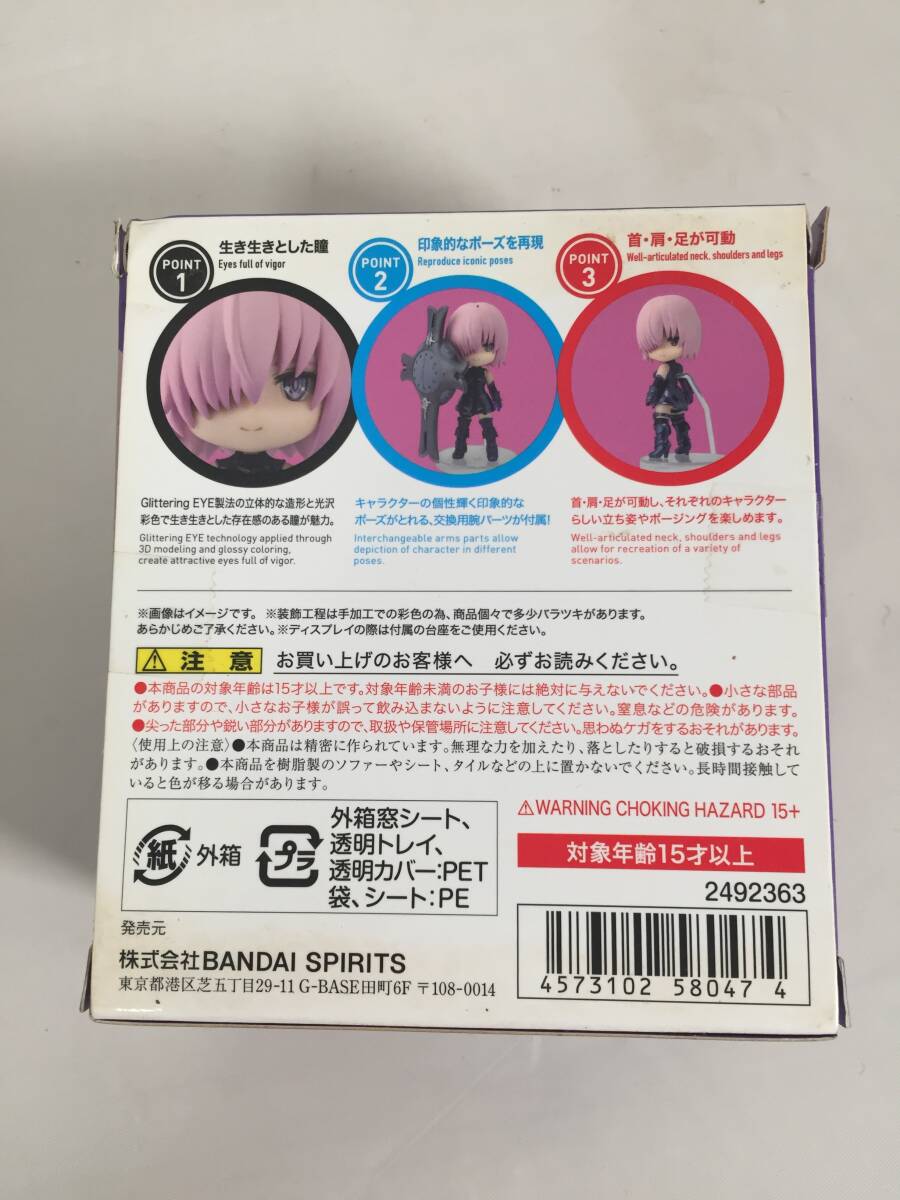 POINT
1
生き生きとした瞳
Eyes full of vigor
Glittering EYE製法の立体的な造形と光沢
彩色で生き生きとした存在感のある瞳が魅力。
Glittering EYE technology applied through
3D modeling and glossy coloring,
create attractive eyes full of vigor.
POINT
2
印象的なポーズを再現
Reproduce iconic poses
キャラクターの個性輝く印象的な
ポーズがとれる、交換用腕パーツが付属!
Interchangeable arms parts allow
depiction of character in different
poses.
POINT
3
首・肩・足が可動
Well-articulated neck, shoulders and legs
首・肩・足が可動し、それぞれのキャラクター
らしい立ち姿やポージングを楽しめます。
Well-articulated neck, shoulders and legs
allow for recreation of a variety of
scenarios.
※画像はイメージです。 ※装飾工程は手加工での彩色の為、商品個々で多少バラツキがあります。
あらかじめご了承ください。※ディスプレイの際は付属の台座をご使用ください。
注 意 お買い上げのお客様へ 必ずお読みください。
●本商品の対象年齢は15才以上です。対象年齢未満のお子様には絶対に与えないでください。●小さな部品
がありますので、小さなお子様が誤って飲み込まないように注意してください。窒息などの危険があります。
●尖った部分や鋭い部分がありますので、取扱や保管場所に注意してください。思わぬケガをするおそれがあります。
〈使用上の注意〉●本商品は精密に作られています。無理な力を加えたり、落としたりすると破損するおそれ
があります。●本商品を樹脂製のソファーやシート、タイルなどの上に置かないでください。長時間接触して
いると色が移る場合があります。
紙 外箱
プラ
外箱窓シート、
透明トレイ、
透明カバー:PET
袋、シート:PE
⚠WARNING CHOKING HAZARD 15+
対象年齢15才以上
2492363
4573102 58047 4
発売元
株式会社BANDAI SPIRITS
東京都港区芝五丁目29-11 G-BASE田町6F 〒108-0014